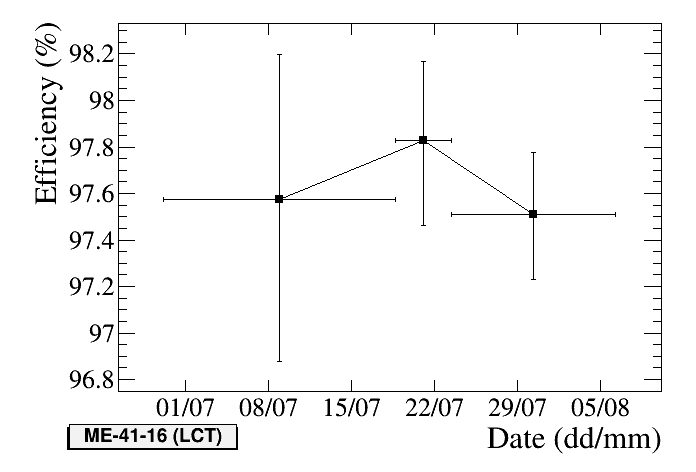 Efficiency (%)
98.2
98
97.8
97.6
97.4
97.2
97
96.8
01/07 08/07 15/07 22/07 29/07 05/08
ME-41-16 (LCT)
Date (dd/mm)